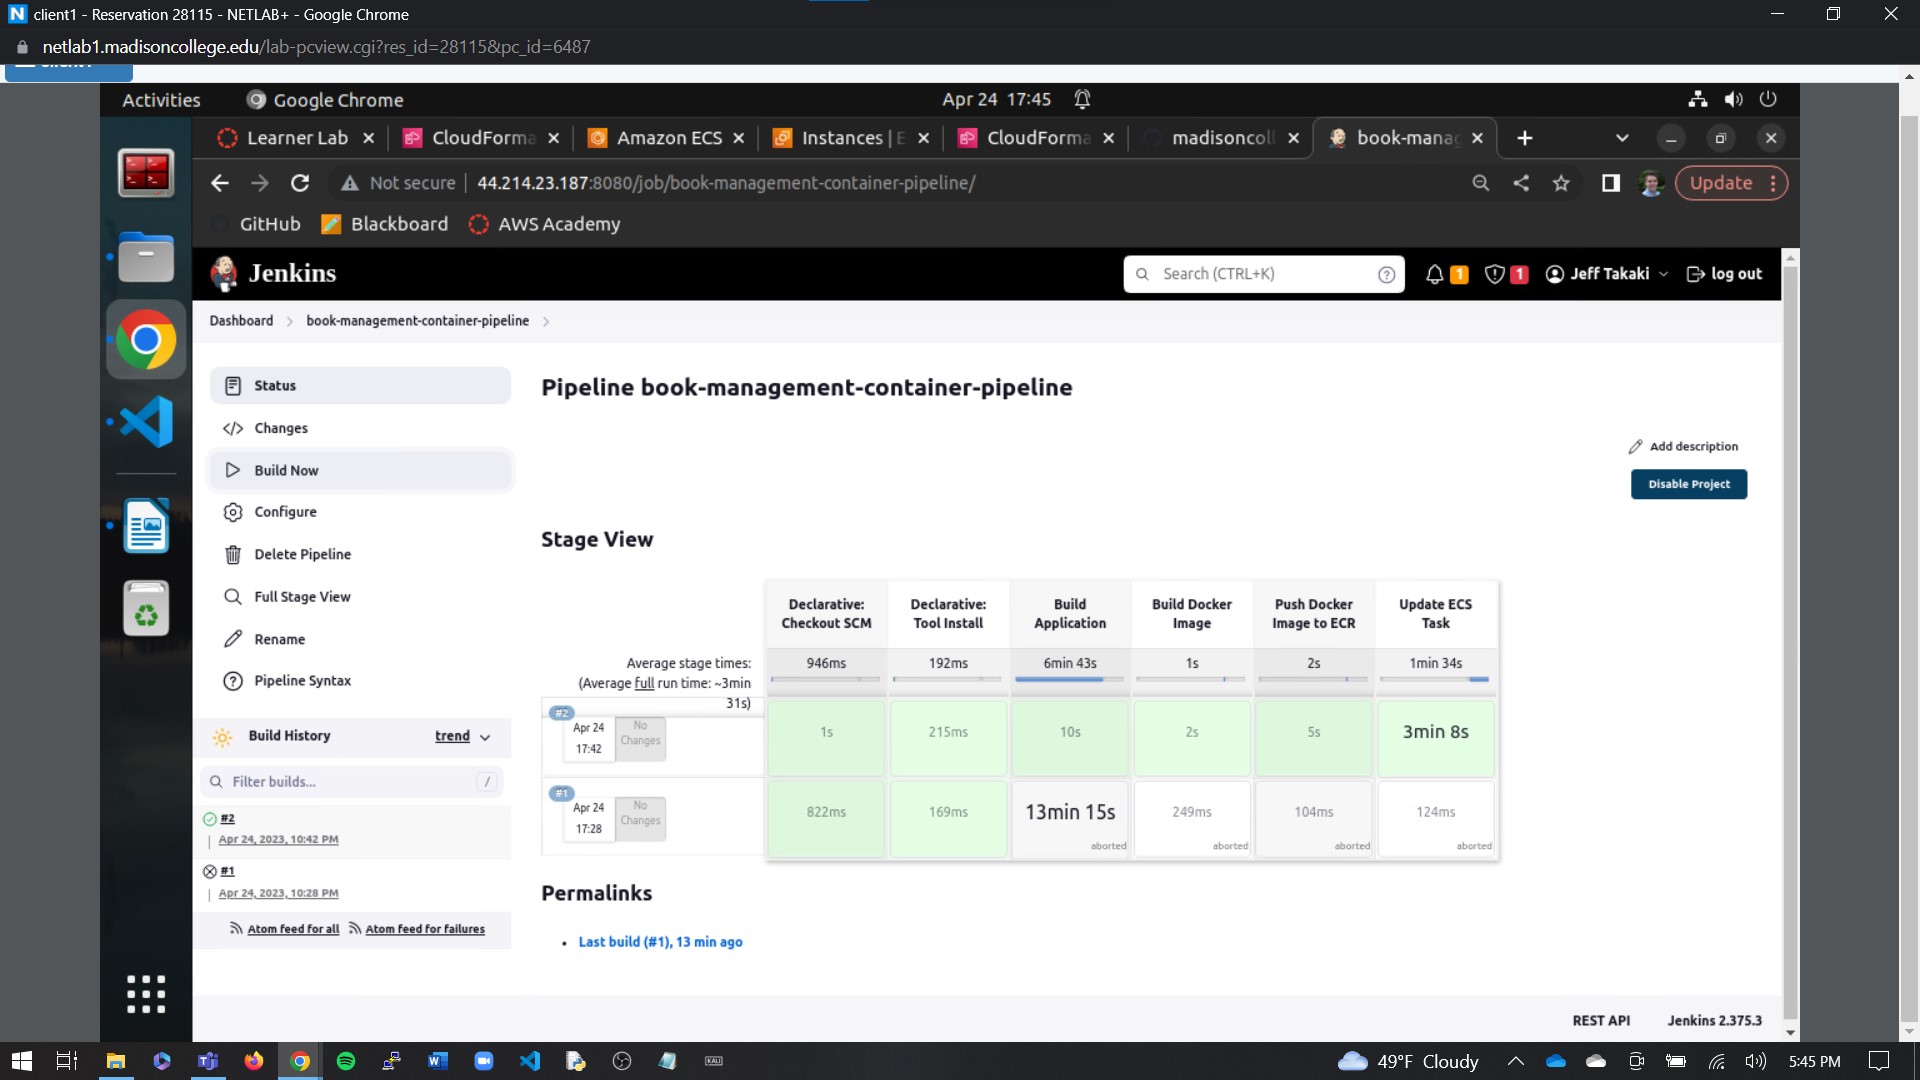 client1 - Reservation 28115 - NETLAB+ - Google Chrome
netlab1.madisoncollege.edu/lab-pcview.cgi?res_id=28115&pc_id=6487
Activities
Google Chrome
Apr 24 17:45
Learner Lab
CloudForma
Amazon ECS
Instances | E
CloudForma
madisoncoll
book-manag
Not secure
44.214.23.187:8080/job/book-management-container-pipeline/
Update
GitHub
Blackboard
AWS Academy
Jenkins
Search (CTRL+K)
1
1
Jeff Takaki
log out
Dashboard
book-management-container-pipeline
Status
Changes
Build Now
Configure
Delete Pipeline
Full Stage View
Rename
Pipeline Syntax
Build History
trend
Filter builds...
/
#2
Apr 24, 2023, 10:42 PM
#1
Apr 24, 2023, 10:28 PM
Atom feed for all
Atom feed for failures
Pipeline book-management-container-pipeline
Add description
Disable Project
Stage View
Declarative: Checkout SCM
Declarative: Tool Install
Build Application
Build Docker Image
Push Docker Image to ECR
Update ECS Task
Average stage times:
(Average full run time: ~3min
31s)
946ms
192ms
6min 43s
1s
2s
1min 34s
#2
Apr 24
17:42
No Changes
1s
215ms
10s
2s
5s
3min 8s
#1
Apr 24
17:28
No Changes
822ms
169ms
13min 15s
aborted
249ms
aborted
104ms
aborted
124ms
aborted
Permalinks
Last build (#1), 13 min ago
REST API
Jenkins 2.375.3
49°F Cloudy
5:45 PM